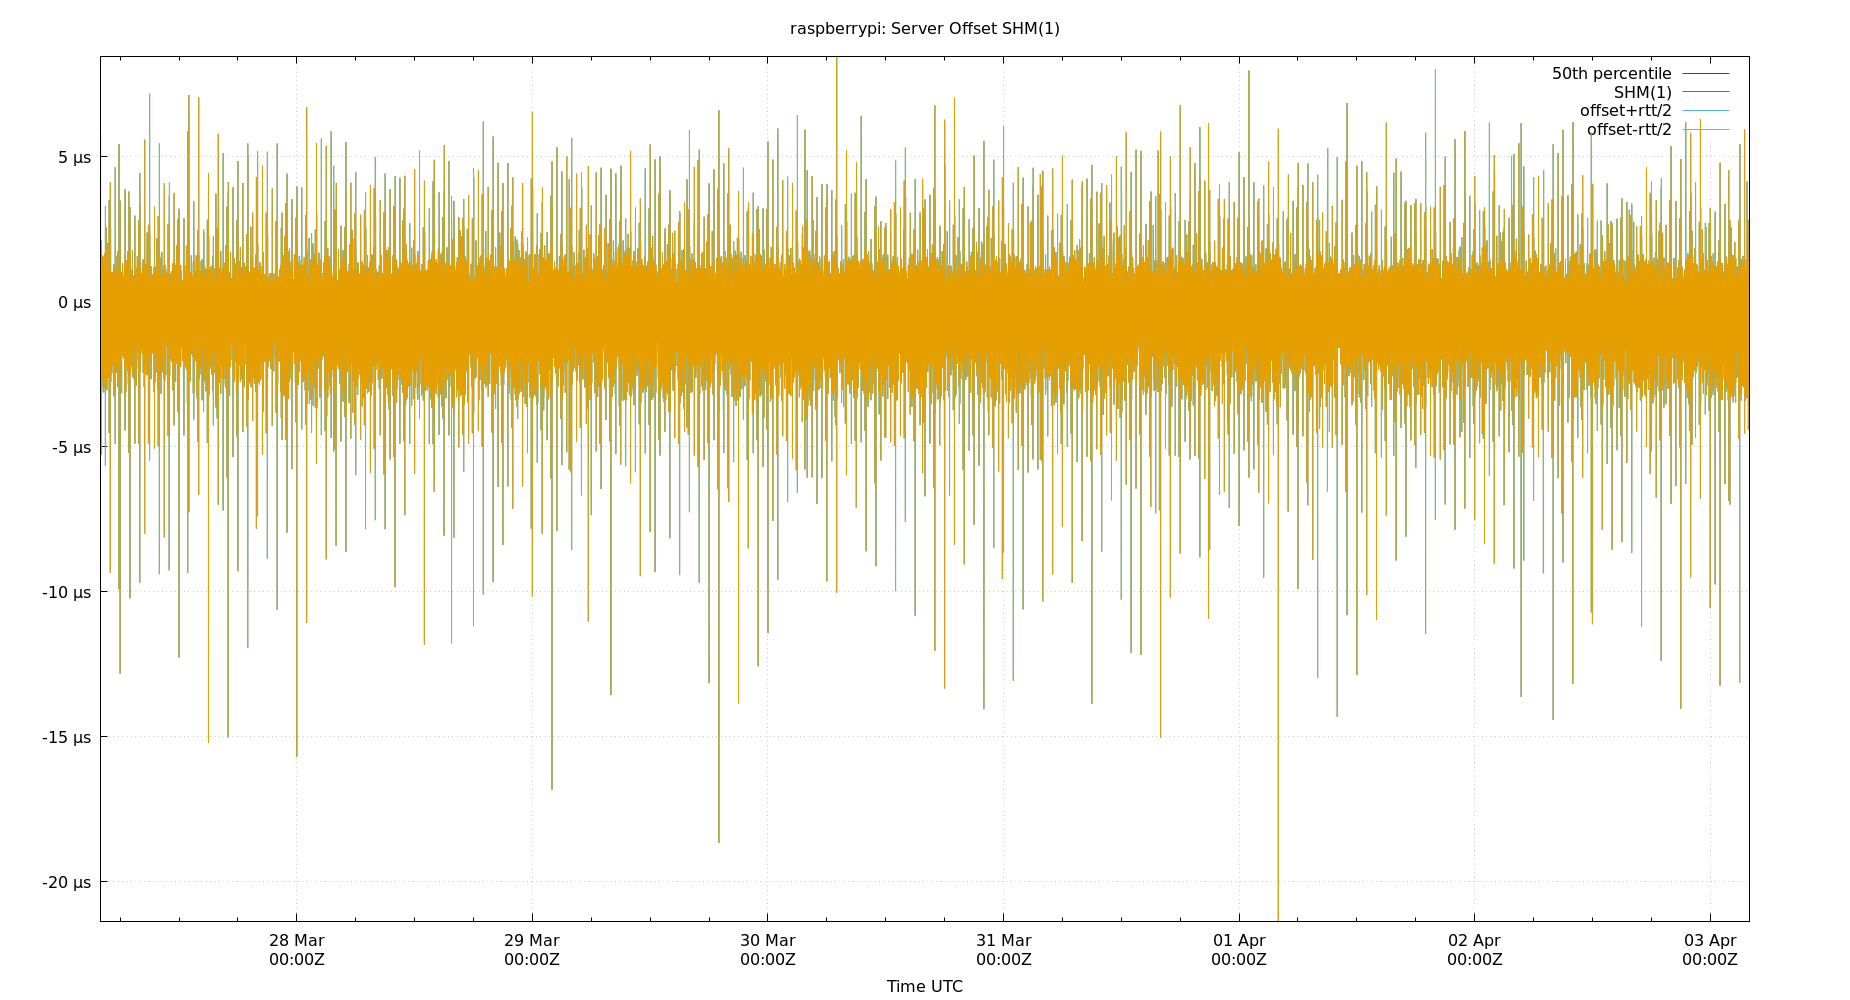 raspberrypi: Server Offset SHM(1)
50th percentile
SHM(1)
offset+rtt/2
offset-rtt/2
5 µs
0 µs
-5 µs
-10 µs
-15 µs
-20 µs
28 Mar 29 Mar 30 Mar 31 Mar 01 Apr 02 Apr 03 Apr
00:00Z 00:00Z 00:00Z 00:00Z 00:00Z 00:00Z 00:00Z
Time UTC